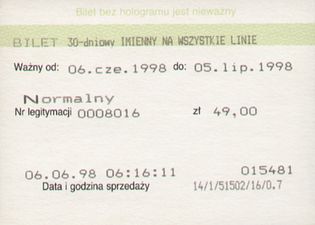 Bilet bez hologramu jest nieważny
BILET 30-dniowy IMIENNY NA WSZYSTKIE LINIE
Ważny od: 06.cze.1998 do: 05.lip.1998
Normalny
Nr legitymacji 0008016 zł 49,00
06.06.98 06:16:11 015481
Data i godzina sprzedaży 14/1/51502/16/0.7